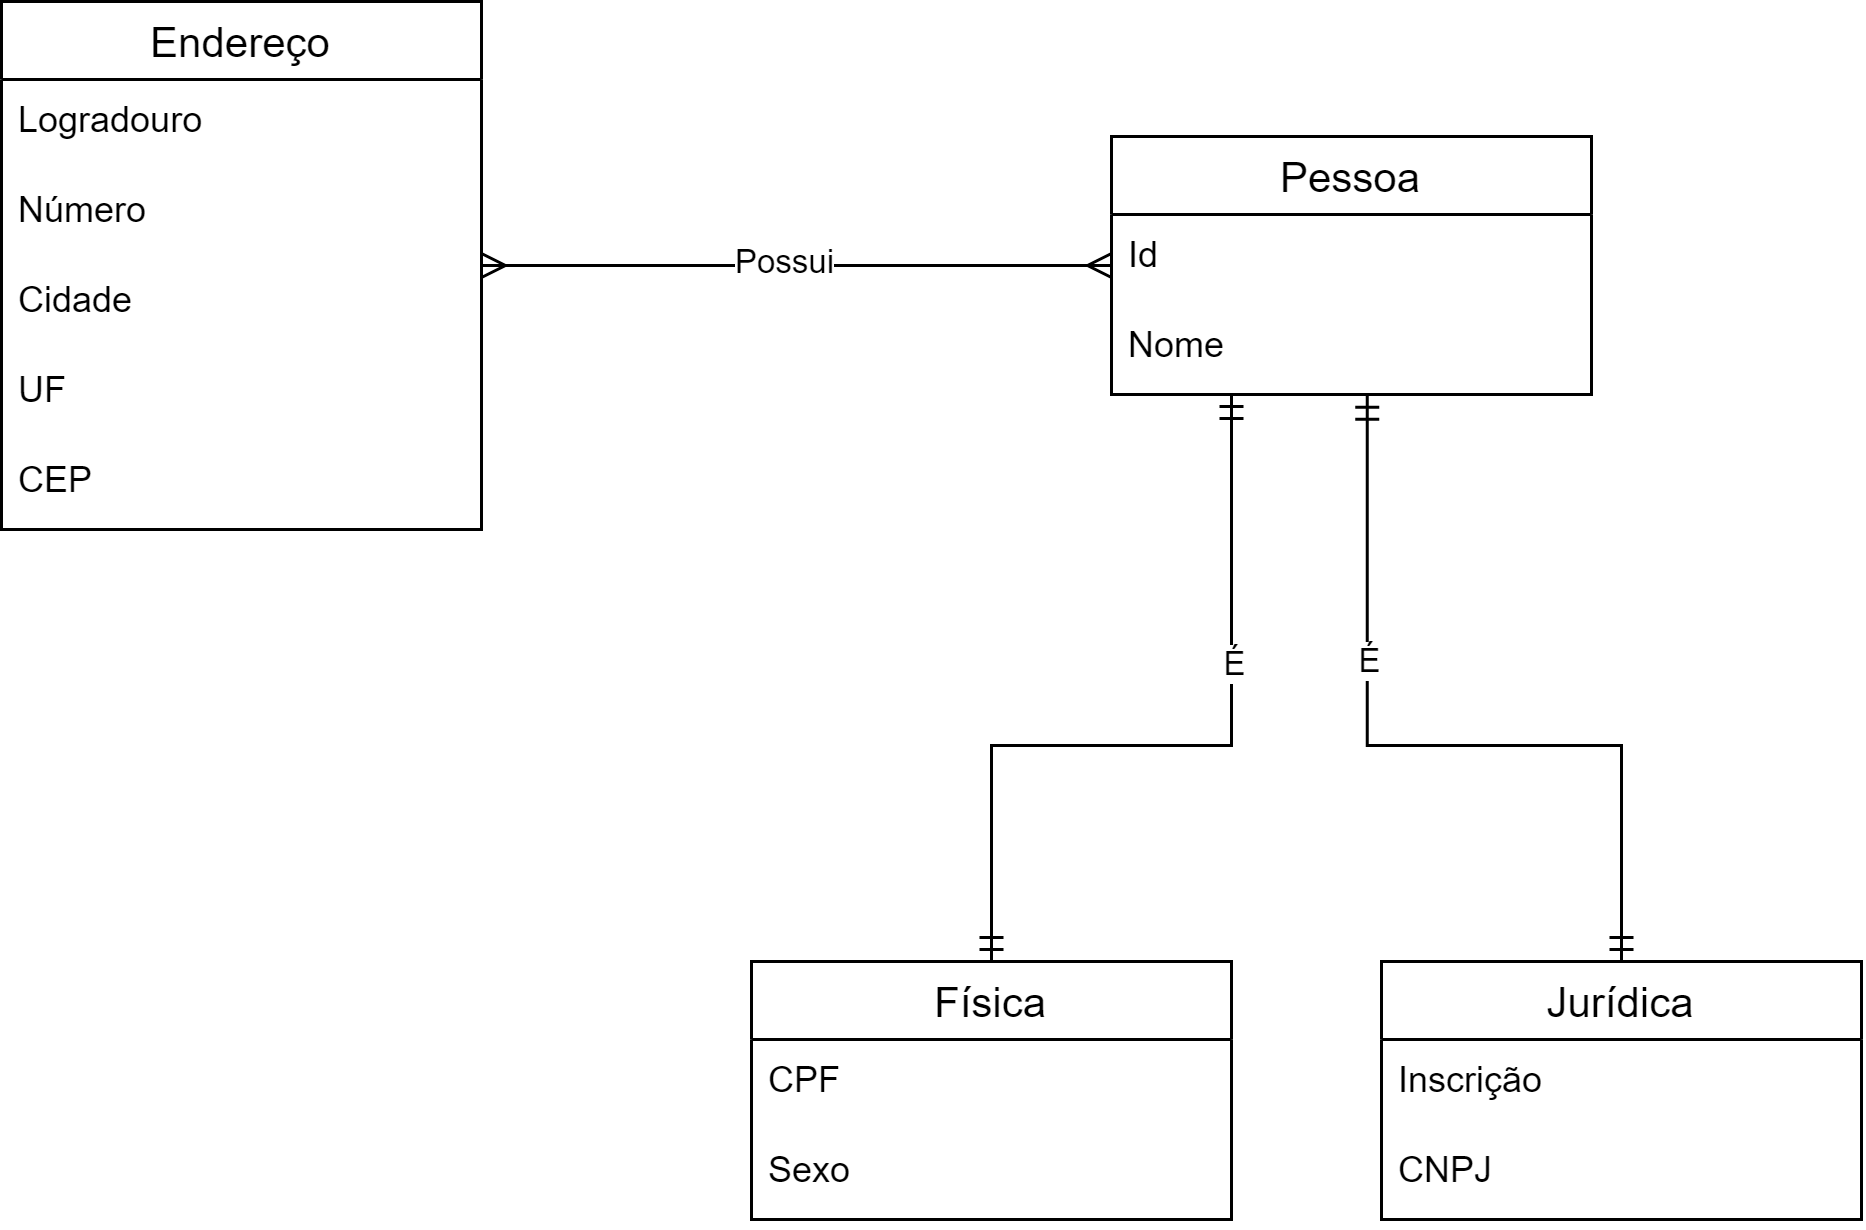 Endereço
Logradouro
Número
Cidade
UF
CEP
Possui
Pessoa
Id
Nome
É
É
Física
CPF
Sexo
Jurídica
Inscrição
CNPJ